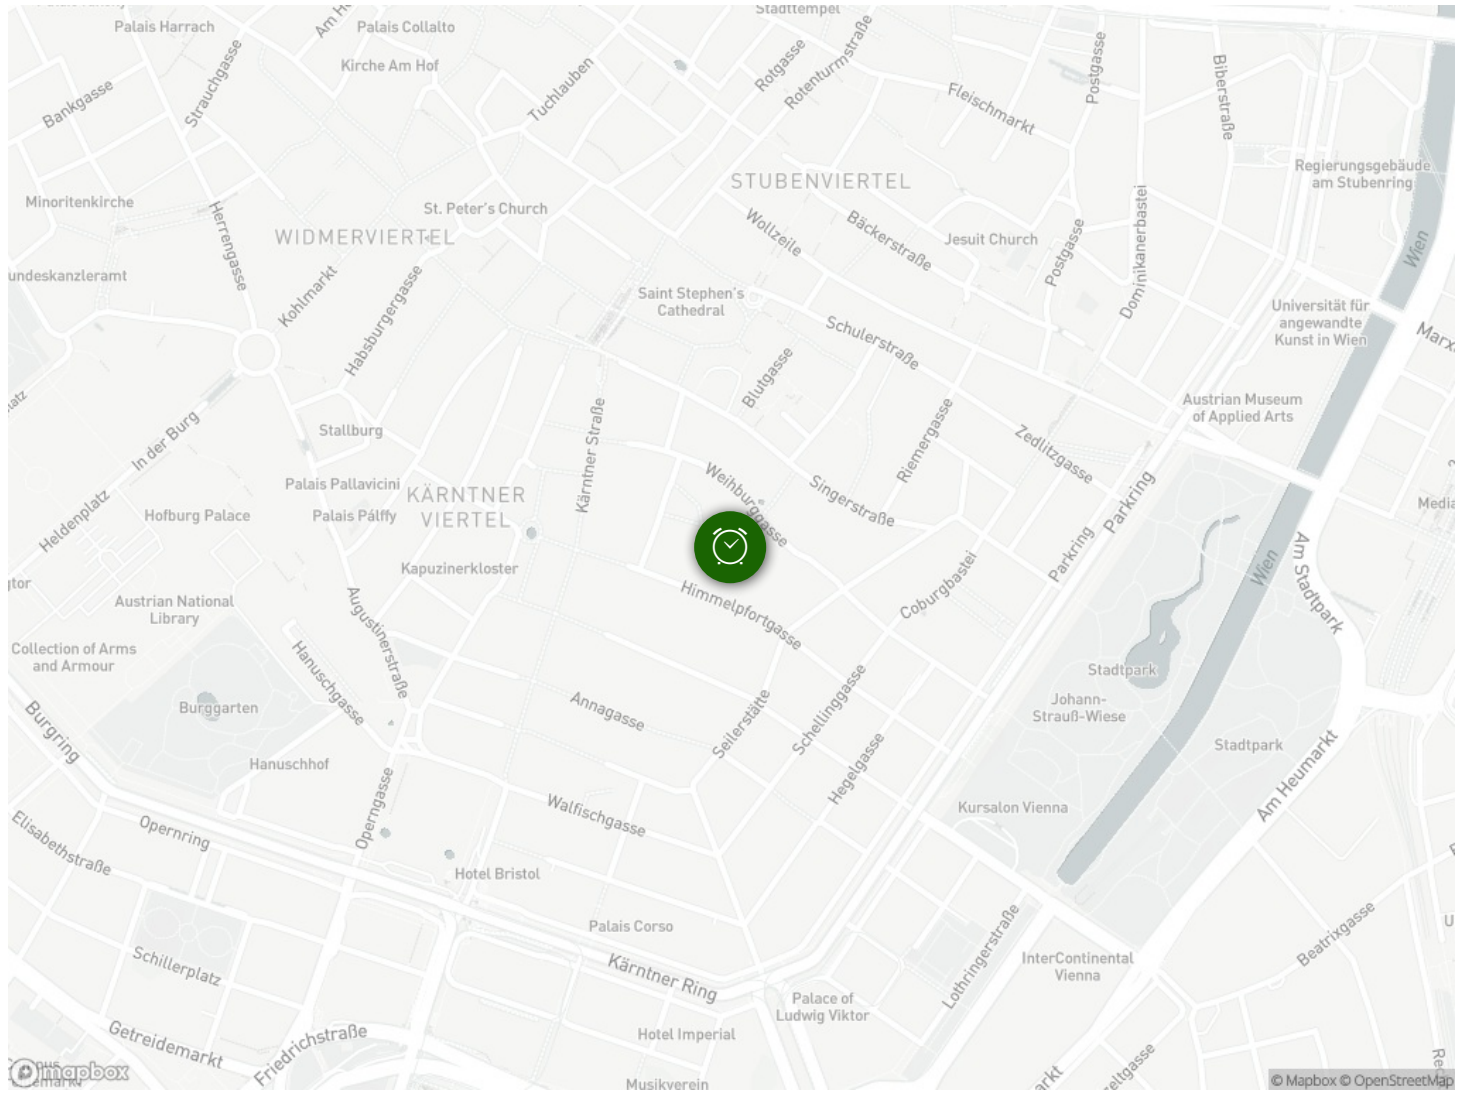 Stadttempel
Palais Harrach
Palais Collalto
Kirche Am Hof
Strauchgasse
Bankgasse
Tuchlauben
Rotgasse
Rotenturmstraße
Fleischmarkt
Postgasse
Biberstraße
Regierungsgebäude
am Stubenring
STUBENVIERTEL
Minoritenkirche
Herrengasse
St. Peter's Church
WIDMERVIERTEL
Wollzeile
Bäckerstraße
Jesuit Church
Postgasse
Dominikanerbastei
Wien
undeskanzleramt
Kohlmarkt
Habsburgergasse
Saint Stephen's
Cathedral
Schulerstraße
Universität für
angewandte
Kunst in Wien
Marx
Blutgasse
Austrian Museum
of Applied Arts
latz
In der Burg
Stallburg
Kärntner Straße
Riemergasse
Zedlitzgasse
Weihburggasse
Singerstraße
Parkring
Palais Pallavicini
KÄRNTNER
VIERTEL
Palais Pálffy
Heldenplatz
Hofburg Palace
Media
Kapuzinerkloster
Parkring
Wien
Am Stadtpark
gtor
Austrian National
Library
Augustinerstraße
Himmelpfortgasse
Coburgbastei
Collection of Arms
and Armour
Hanuschgasse
Stadtpark
Johann-
Strauß-Wiese
Burggarten
Annagasse
Seilerstätte
Schellinggasse
Stadtpark
Burgring
Hanuschhof
Hegelgasse
Am Heumarkt
Operngasse
Walfischgasse
Kursalon Vienna
Elisabethstraße
Opernring
Hotel Bristol
Palais Corso
Schillerplatz
Kärntner Ring
Lothringerstraße
InterContinental
Vienna
Beatrixgasse
Palace of
Ludwig Viktor
Getreidemarkt
Friedrichstraße
Hotel Imperial
Musikverein
mapbox
© Mapbox © OpenStreetMap